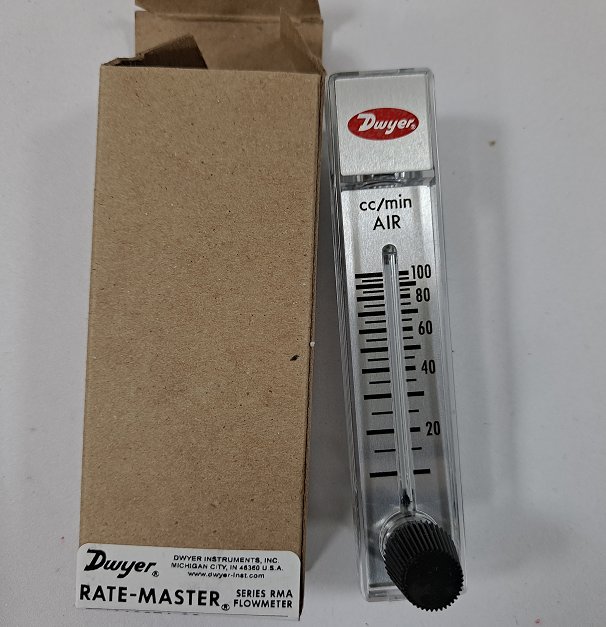 Dwyer®
cc/min
AIR
100
80
60
40
20
Dwyer®
DWYER INSTRUMENTS, INC.
MICHIGAN CITY, IN 46360 U.S.A.
www.dwyer-inst.com
RATE-MASTER®
SERIES RMA
FLOWMETER